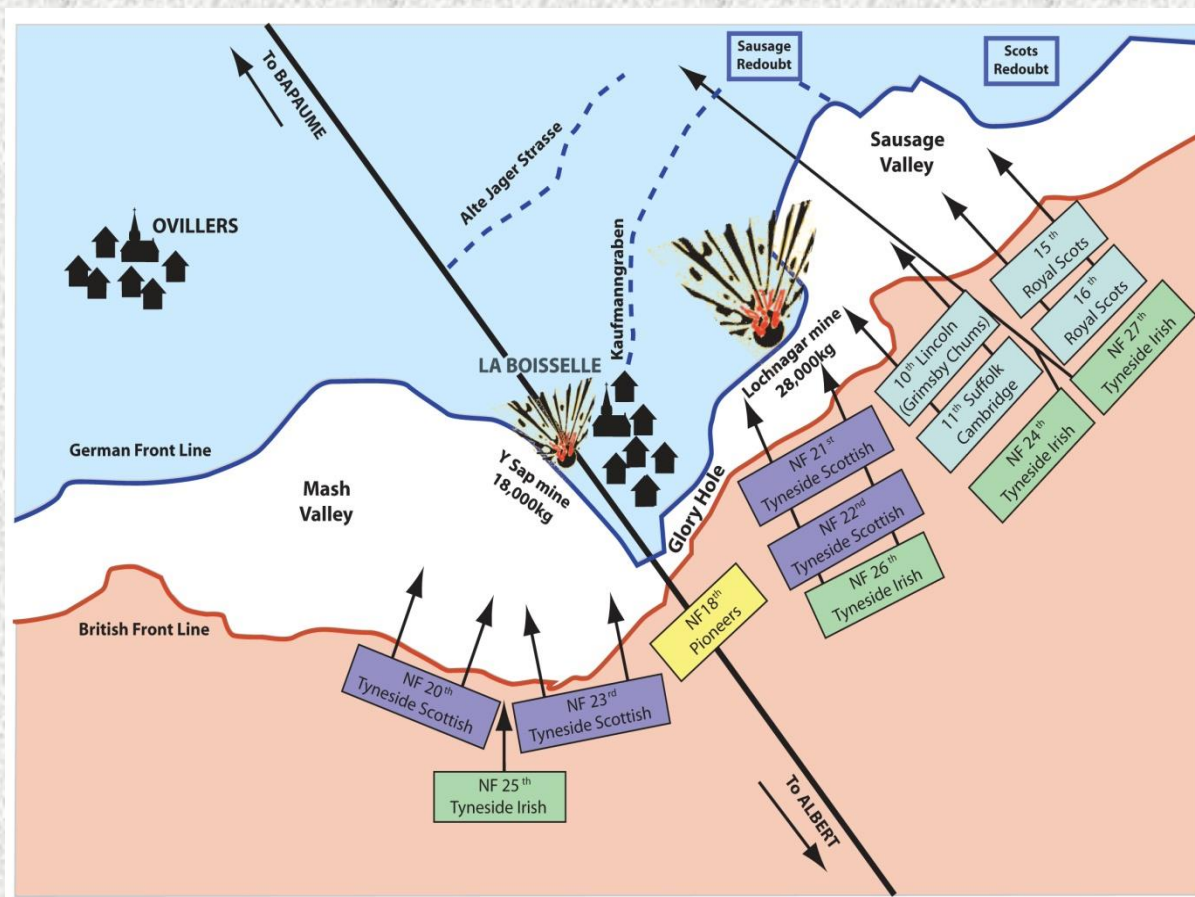 To BAPAUME
Sausage
Redoubt
Scots
Redoubt
Alte Jager Strasse
Sausage
Valley
OVILLERS
Kaufmanngraben
LA BOISSELLE
Lochnagar mine
28,000kg
15th
Royal Scots
16th
Royal Scots
NF 27th
Tyneside Irish
10th Lincoln
(Grimsby Chums)
11th Suffolk
Cambridge
NF 24th
Tyneside Irish
German Front Line
Mash
Valley
Y Sap mine
18,000kg
Glory Hole
NF 21st
Tyneside Scottish
NF 22nd
Tyneside Scottish
NF 26th
Tyneside Irish
British Front Line
NF18th
Pioneers
NF 20th
Tyneside Scottish
NF 23rd
Tyneside Scottish
NF 25th
Tyneside Irish
To ALBERT